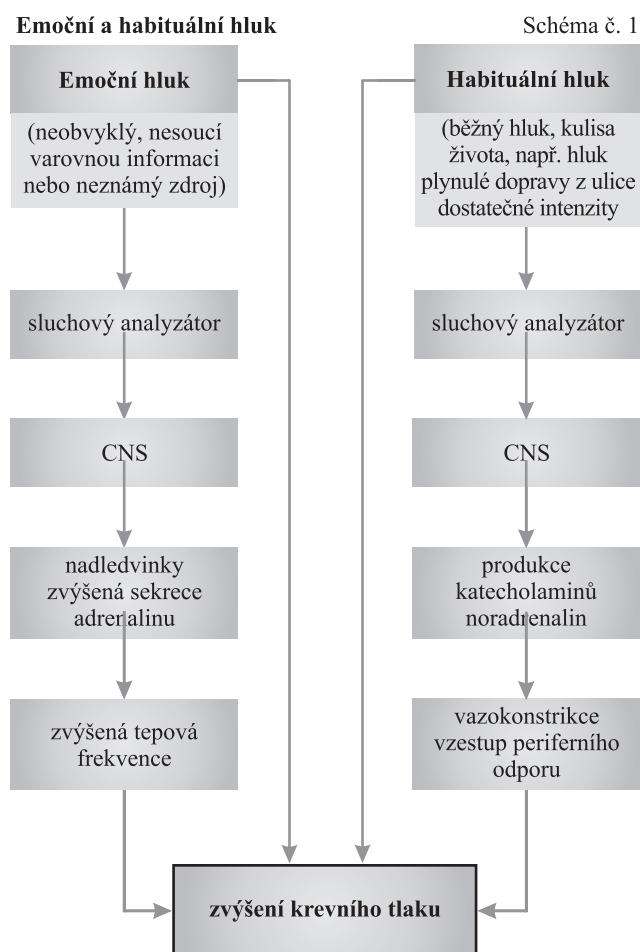 Emoční a habituální hluk
Schéma č. 1
Emoční hluk
(neobvyklý, nesoucí
varovnou informaci
nebo neznámý zdroj)
sluchový analyzátor
CNS
nadledvinky
zvýšená sekrece
adrenalinu
zvýšená tepová
frekvence
Habituální hluk
(běžný hluk, kulisa
života, např. hluk
plynulé dopravy z ulice
dostatečné intenzity
sluchový analyzátor
CNS
produkce
katecholaminů
noradrenalin
vazokonstrikce
vzestup periferního
odporu
zvýšení krevního tlaku